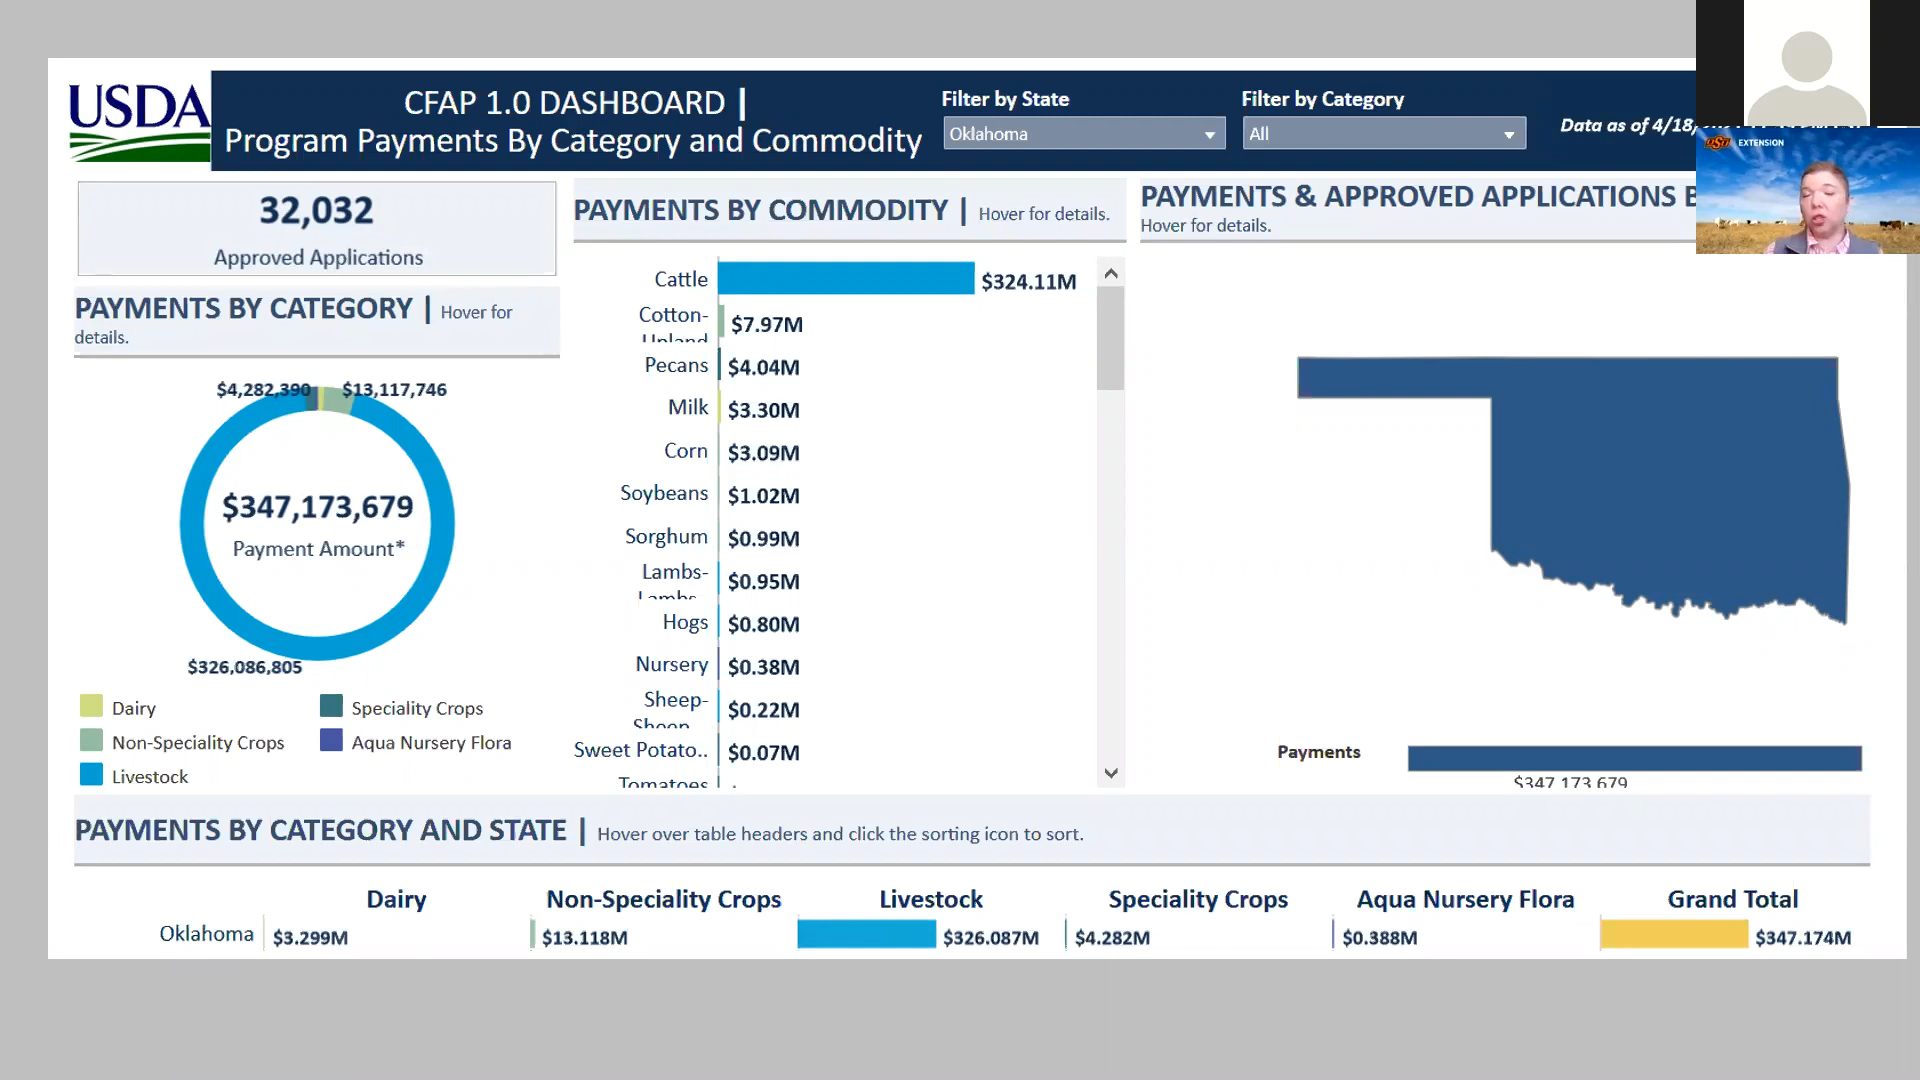 USDA
CFAP 1.0 DASHBOARD |
Program Payments By Category and Commodity
Filter by State
Oklahoma
Filter by Category
All
Data as of 4/18/
EXTENSION
32,032
Approved Applications
PAYMENTS BY CATEGORY | Hover for
details.
$4,282,390
$13,117,746
$347,173,679
Payment Amount*
$326,086,805
Dairy
Speciality Crops
Non-Speciality Crops
Aqua Nursery Flora
Livestock
PAYMENTS BY COMMODITY | Hover for details.
Cattle $324.11M
Cotton-
Upland
$7.97M
Pecans $4.04M
Milk $3.30M
Corn $3.09M
Soybeans $1.02M
Sorghum $0.99M
Lambs-
Lambs..
$0.95M
Hogs $0.80M
Nursery $0.38M
Sheep-
Sheep..
$0.22M
Sweet Potato.. $0.07M
Tomatoes
PAYMENTS & APPROVED APPLICATIONS B
Hover for details.
Payments
$347,173,679
PAYMENTS BY CATEGORY AND STATE | Hover over table headers and click the sorting icon to sort.
Dairy Non-Speciality Crops Livestock Speciality Crops Aqua Nursery Flora Grand Total
Oklahoma $3.299M $13.118M $326.087M $4.282M $0.388M $347.174M